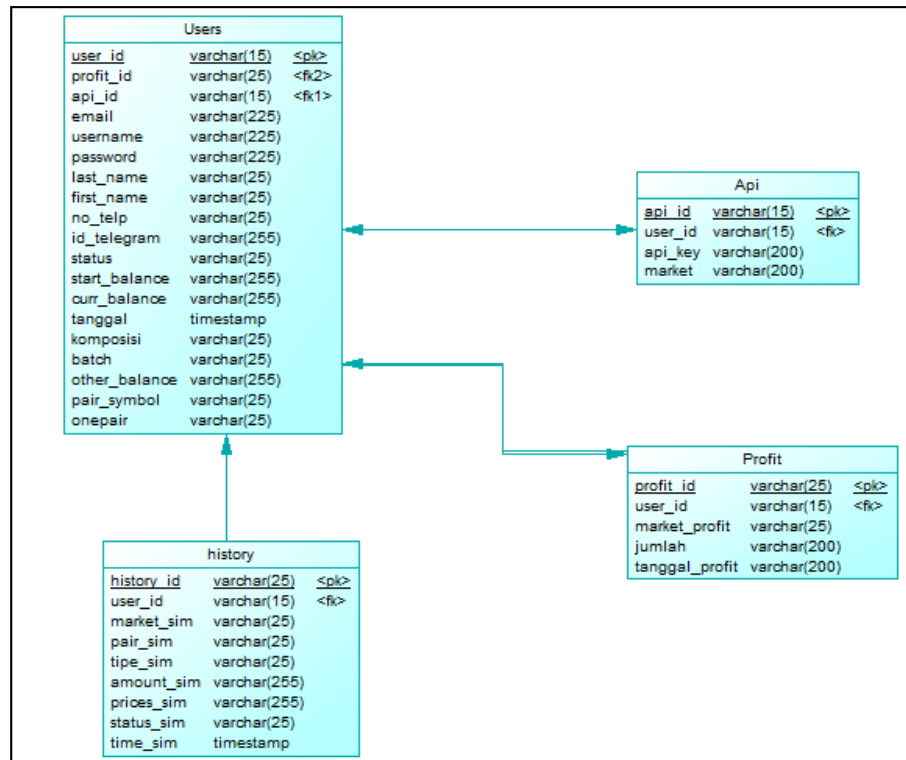 Users
user_id varchar(15) <pk>
profit_id varchar(25) <fk2>
api_id varchar(15) <fk1>
email varchar(225)
username varchar(225)
password varchar(225)
last_name varchar(25)
first_name varchar(25)
no_telp varchar(25)
id_telegram varchar(255)
status varchar(25)
start_balance varchar(255)
curr_balance varchar(255)
tanggal timestamp
komposisi varchar(25)
batch varchar(25)
other_balance varchar(255)
pair_symbol varchar(25)
onepair varchar(25)
Api
api_id varchar(15) <pk>
user_id varchar(15) <fk>
api_key varchar(200)
market varchar(200)
Profit
profit_id varchar(25) <pk>
user_id varchar(15) <fk>
market_profit varchar(25)
jumlah varchar(200)
tanggal_profit varchar(200)
history
history_id varchar(25) <pk>
user_id varchar(15) <fk>
market_sim varchar(25)
pair_sim varchar(25)
tipe_sim varchar(25)
amount_sim varchar(255)
prices_sim varchar(255)
status_sim varchar(25)
time_sim timestamp